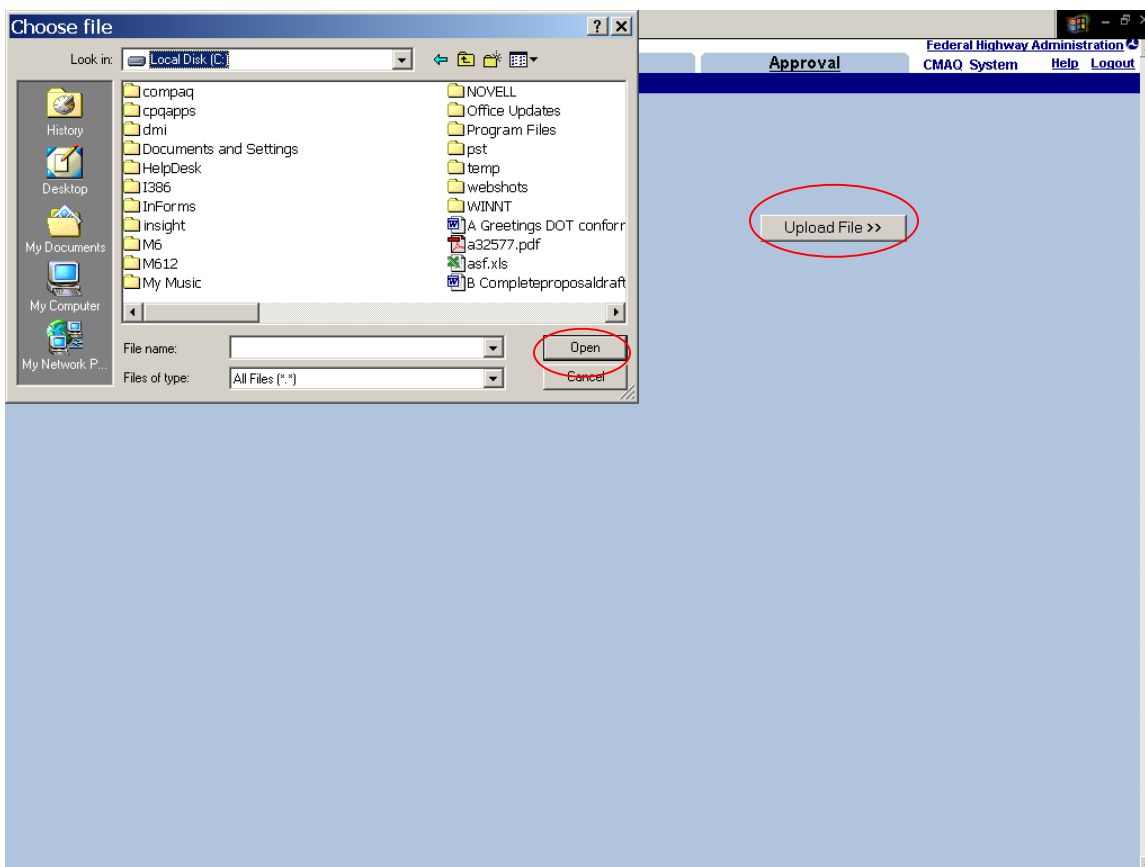 Choose file
Federal Highway Administration
Look in: Local Disk (C:
Approval
CMAQ System Help Logout
compaq
cpqapps
dmi
Documents and Settings
HelpDesk
I386
InForms
insight
M6
M612
My Music
NOVELL
Office Updates
Program Files
pst
temp
webshots
WINNT
A Greetings DOT conforr
a32577.pdf
asf.xls
B Completeproposaldraft
History
Desktop
My Documents
My Computer
My Network P...
Upload File >>
File name:
Open
Files of type: All Files (*.*)
Cancel